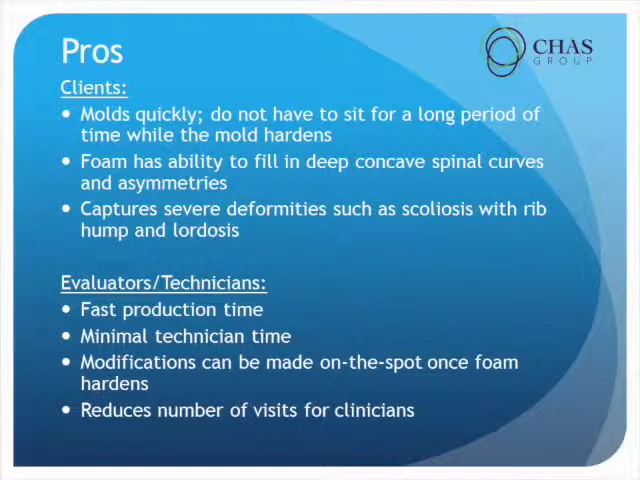 Pros
CHAS
GROUP
Clients:
• Molds quickly; do not have to sit for a long period of
time while the mold hardens
• Foam has ability to fill in deep concave spinal curves
and asymmetries
• Captures severe deformities such as scoliosis with rib
hump and lordosis
Evaluators/Technicians:
• Fast production time
• Minimal technician time
• Modifications can be made on-the-spot once foam
hardens
• Reduces number of visits for clinicians